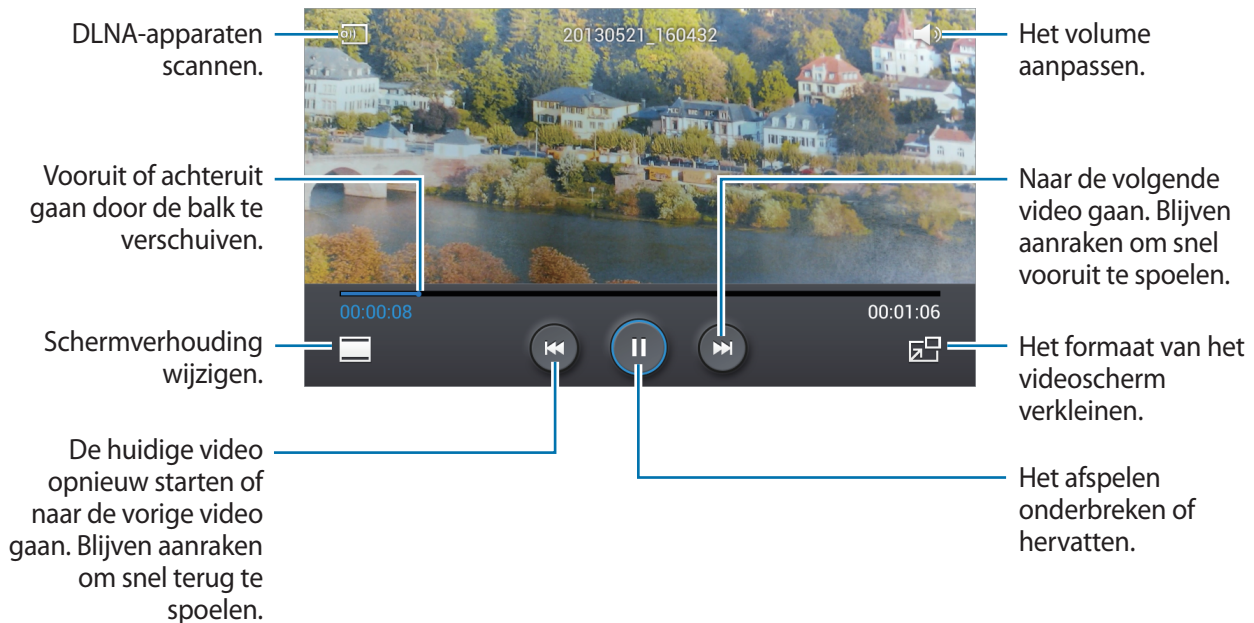 DLNA-apparaten
scannen.
20130521_160432
Het volume
aanpassen.
Vooruit of achteruit
gaan door de balk te
verschuiven.
Naar de volgende
video gaan. Blijven
aanraken om snel
vooruit te spoelen.
00:00:08
00:01:06
Schermverhouding
wijzigen.
Het formaat van het
videoscherm
verkleinen.
De huidige video
opnieuw starten of
naar de vorige video
gaan. Blijven aanraken
om snel terug te
spoelen.
Het afspelen
onderbreken of
hervatten.